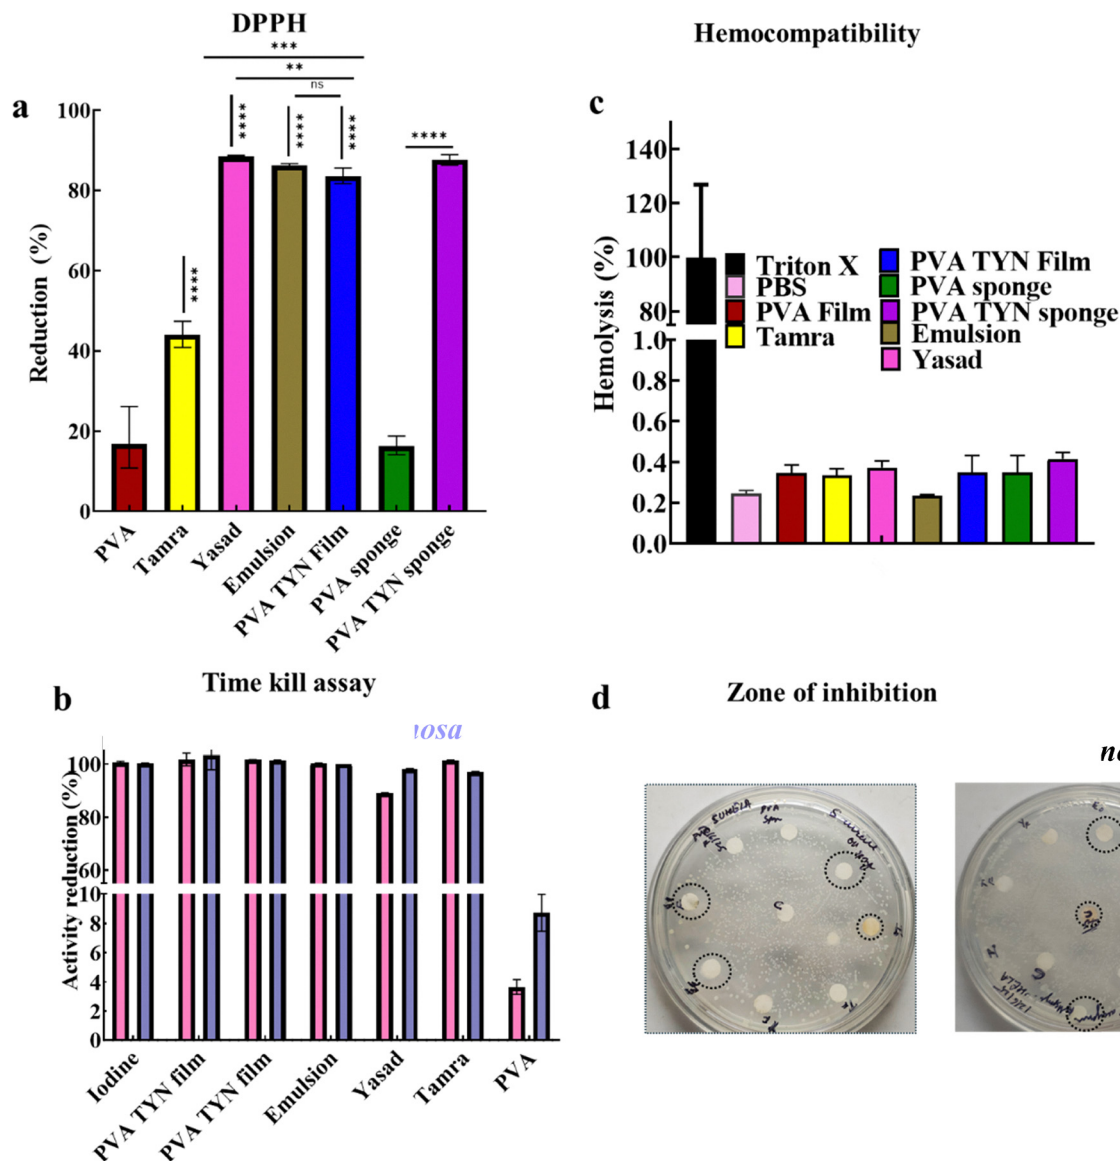 DPPH
***
**
ns
****
****
****
****
****
a
100
80
60
40
20
0
Reduction (%)
PVA
Tamra
Yasad
Emulsion
PVA TYN Film
PVA sponge
PVA TYN sponge
Hemocompatibility
c
140
120
100
80
1.0
0.8
0.6
0.4
0.2
0.0
Hemolysis (%)
Triton X
PBS
PVA Film
Tamra
PVA TYN Film
PVA sponge
PVA TYN sponge
Emulsion
Yasad
Time kill assay
b
nosa
100
80
60
10
8
6
4
2
0
Activity reduction (%)
Iodine
PVA TYN film
PVA TYN film
Emulsion
Yasad
Tamra
PVA
d
Zone of inhibition
SUHELA
C